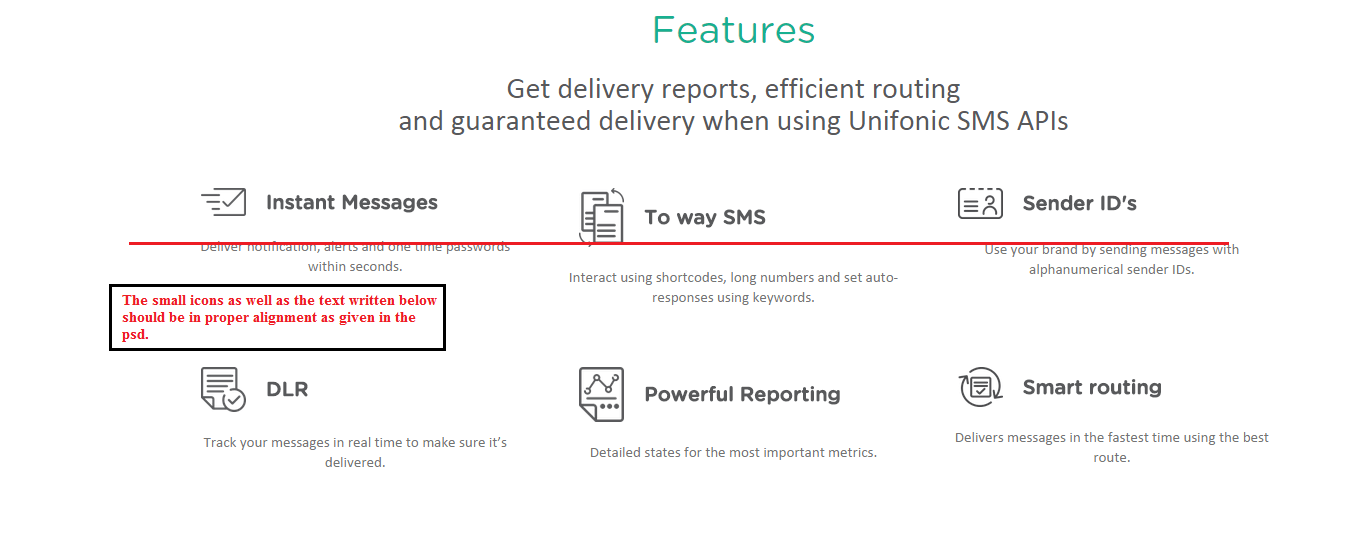 Features
Get delivery reports, efficient routing
and guaranteed delivery when using Unifonic SMS APIs
Instant Messages
Deliver notification, alerts and one time passwords
within seconds.
To way SMS
Interact using shortcodes, long numbers and set auto-
responses using keywords.
Sender ID's
Use your brand by sending messages with
alphanumerical sender IDs.
The small icons as well as the text written below
should be in proper alignment as given in the
psd.
DLR
Track your messages in real time to make sure it’s
delivered.
Powerful Reporting
Detailed states for the most important metrics.
Smart routing
Delivers messages in the fastest time using the best
route.